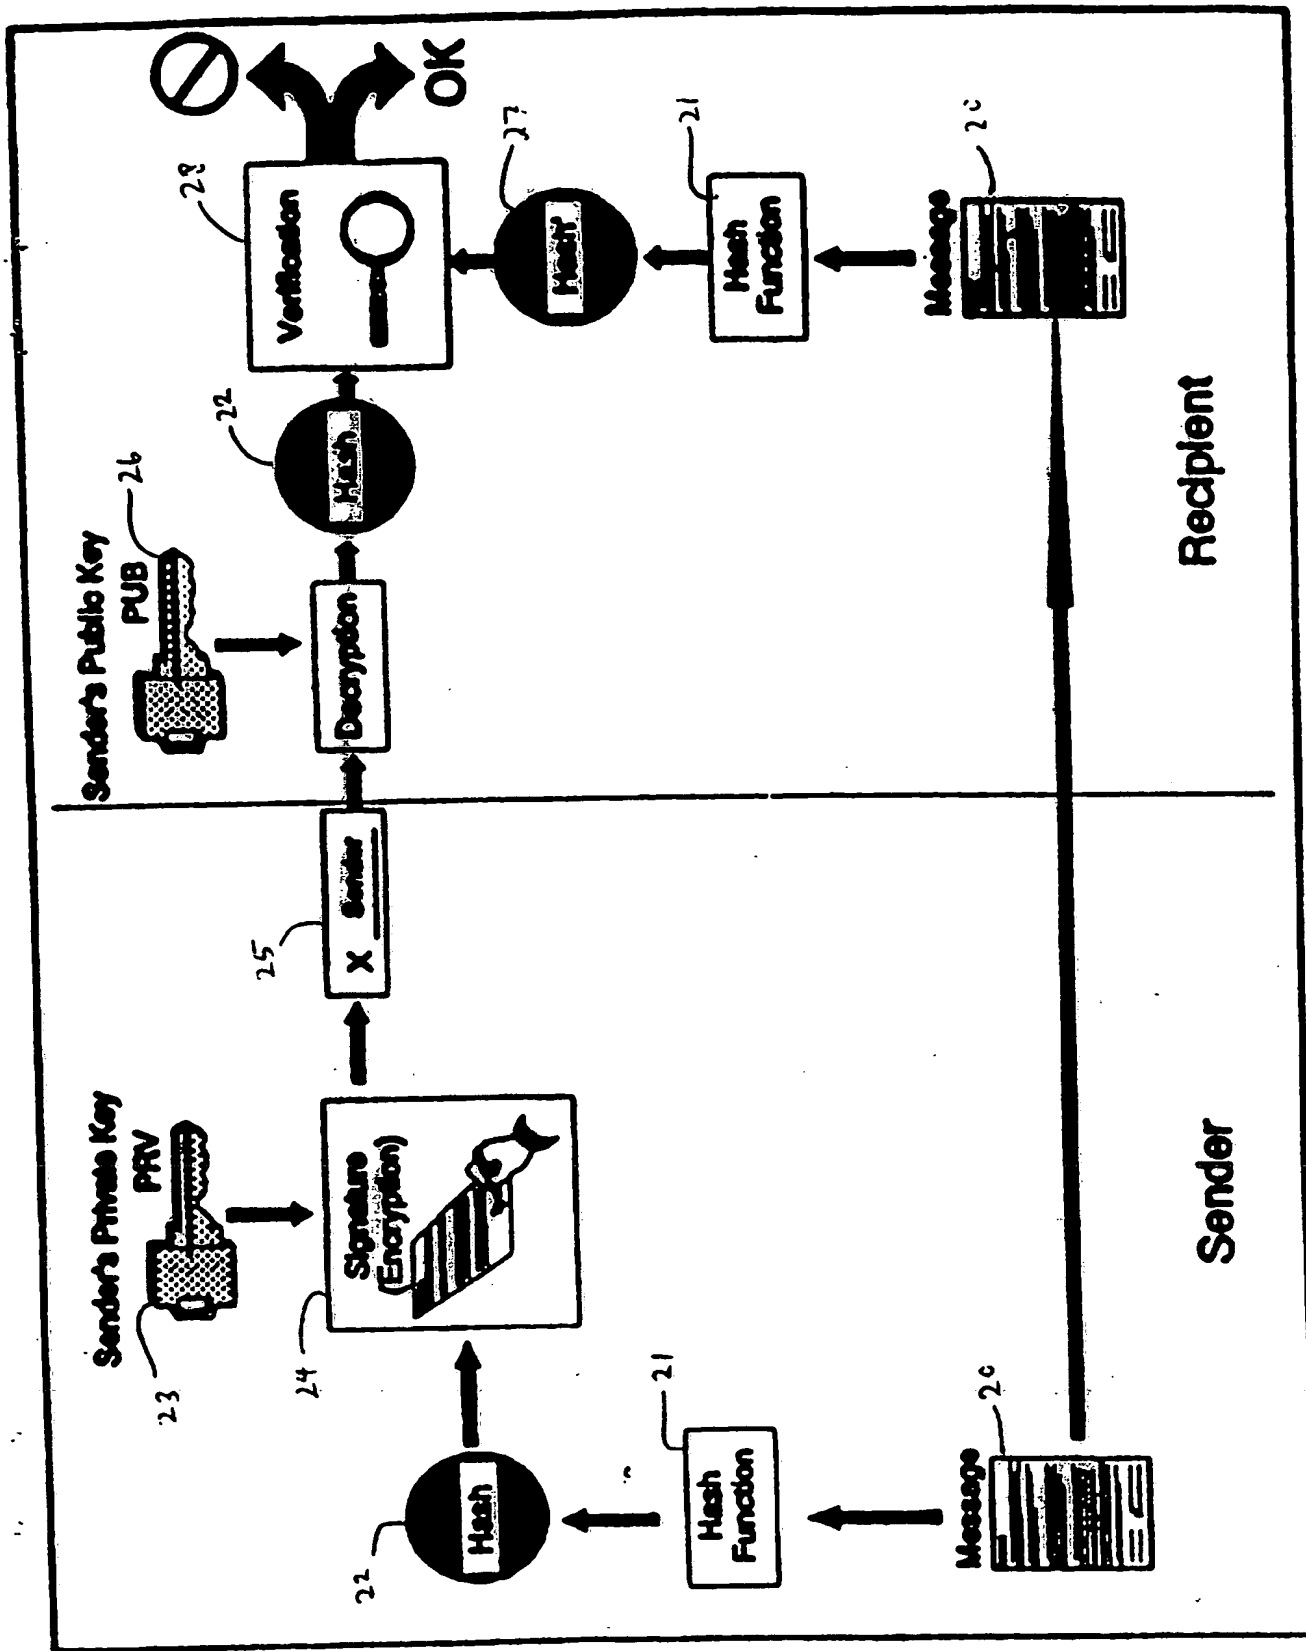 Sender's Private Key
PRV
23
Signature
(Encryption)
24
Hash
22
Hash
Function
21
Message
20
X Sender
25
Sender
Sender's Public Key
PUB
26
Decryption
Hash
22
Verification
28
OK
Hash'
27
Hash
Function
21
Message
20
Recipient